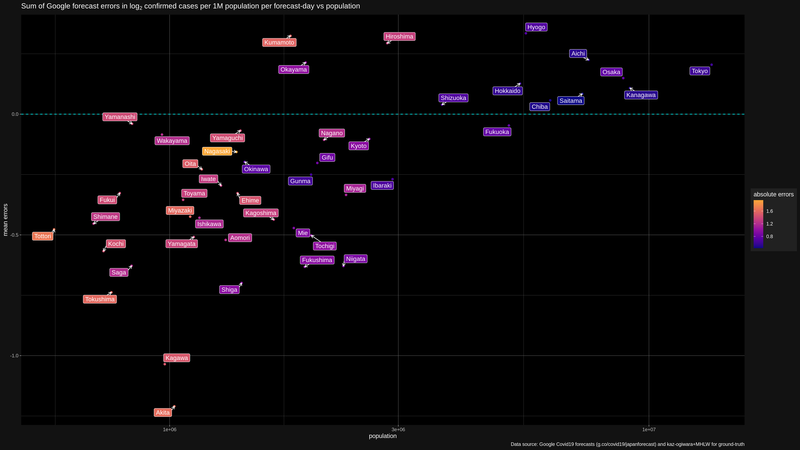 Sum of Google forecast errors in log2 confirmed cases per 1M population per forecast-day vs population
Hyogo
Hiroshima
Kumamoto
Aichi
Okayama
Osaka
Tokyo
Hokkaido
Shizuoka
Kanagawa
Saitama
Chiba
0.0
Yamanashi
Fukuoka
Nagano
Yamaguchi
Wakayama
Kyoto
Nagasaki
Gifu
Oita
Okinawa
Iwate
Gunma
Ibaraki
Miyagi
Toyama
absolute errors
Fukui
Ehime
1.6
Miyazaki
Kagoshima
Shimane
1.2
Ishikawa
mean errors
Mie
0.8
Tottori
-0.5
Aomori
Kochi
Yamagata
Tochigi
Niigata
Fukushima
Saga
Shiga
Tokushima
-1.0
Kagawa
Akita
1e+06
3e+06
1e+07
population
Data source: Google Covid19 forecasts (g.co/covid19/japanforecast) and kaz-ogiwara+MHLW for ground-truth